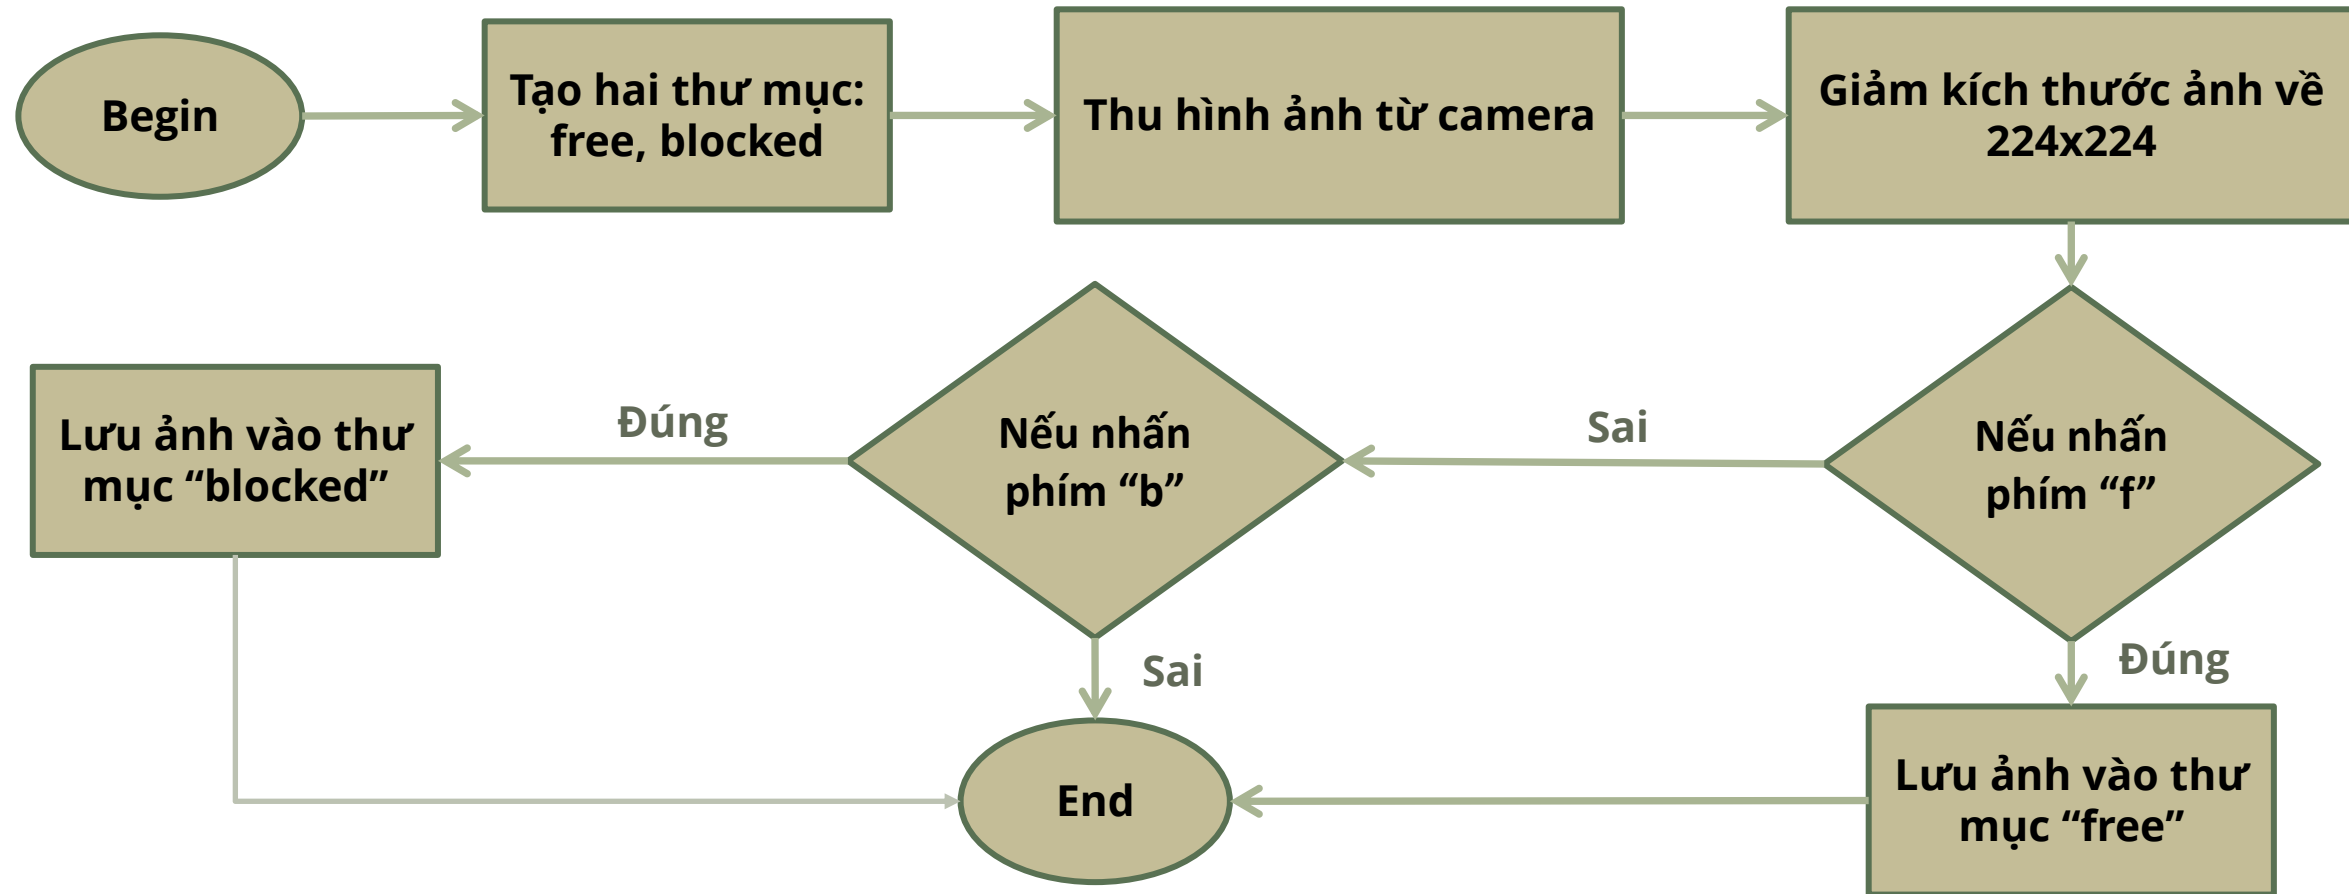 Begin
Tạo hai thư mục:
free, blocked
Thu hình ảnh từ camera
Giảm kích thước ảnh về
224x224
Nếu nhấn
phím “f”
Sai
Nếu nhấn
phím “b”
Đúng
Lưu ảnh vào thư
mục “blocked”
Sai
Đúng
Lưu ảnh vào thư
mục “free”
End